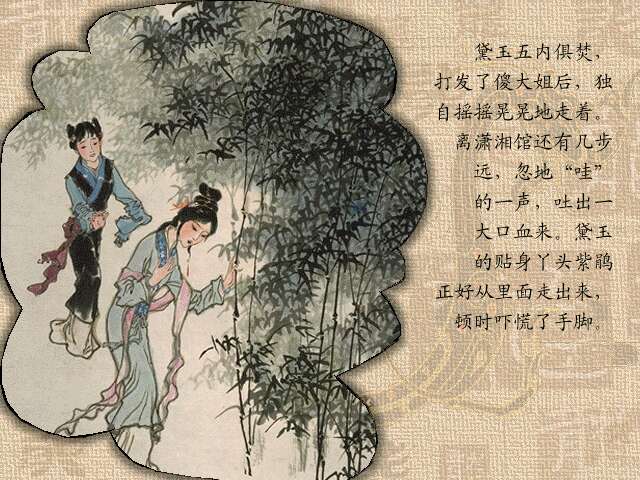 黛玉五内俱焚，
打发了傻大姐后，独
自摇摇晃晃地走着。
离潇湘馆还有几步
远，忽地“哇”
的一声，吐出一
大口血来。黛玉
的贴身丫头紫鹃
正好从里面走出来，
顿时吓慌了手脚。